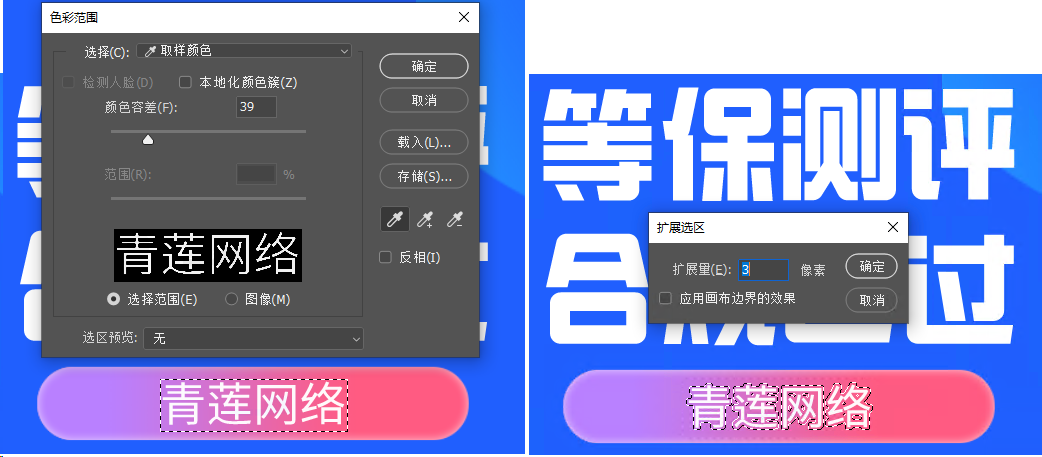 色彩范围
选择(C): 取样颜色
检测人脸(D) 本地化颜色簇(Z)
颜色容差(F): 39
范围(R): %
青莲网络
选择范围(E) 图像(M)
选区预览: 无
确定
取消
载入(L)...
存储(S)...
反相(I)
青莲网络
等保测评
扩展选区
扩展量(E): 3 像素
应用画布边界的效果
确定
取消
合规 过
青莲网络